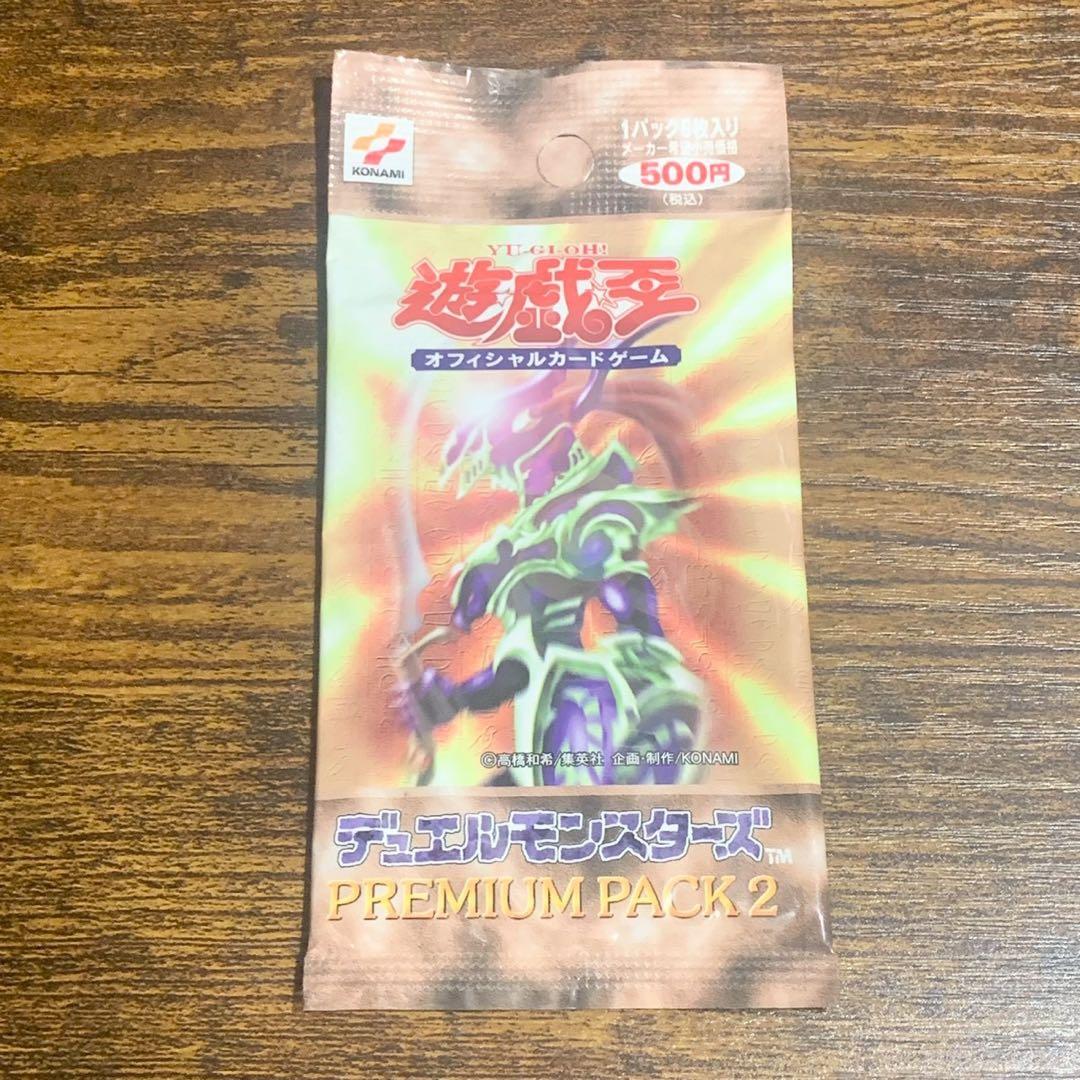 KONAMI
1パック5枚入り
メーカー希望小売価格
500円
(税込)
YU-GI-OH!
遊戯王
オフィシャルカードゲーム
©高橋和希/集英社 企画・制作/KONAMI
デュエルモンスターズ™
PREMIUM PACK 2